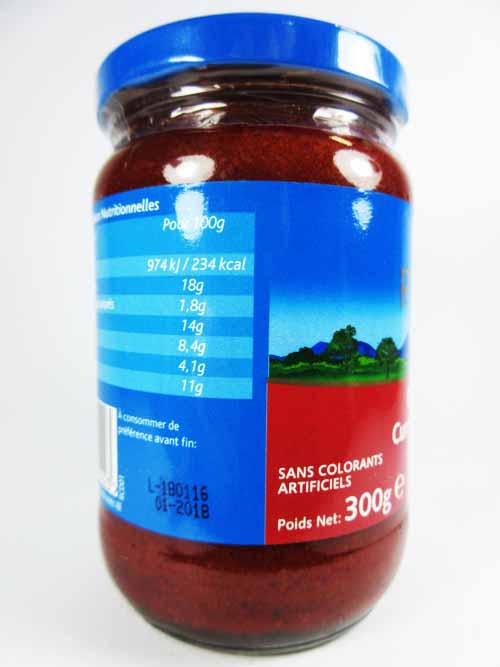 Nutritionnelles
Pour 100g
974 kJ / 234 kcal
18g
1,8g
14g
8,4g
4,1g
11g
À consommer de
préférence avant fin:
L-180116
01-2018
SANS COLORANTS
ARTIFICIELS
Poids Net: 300g e